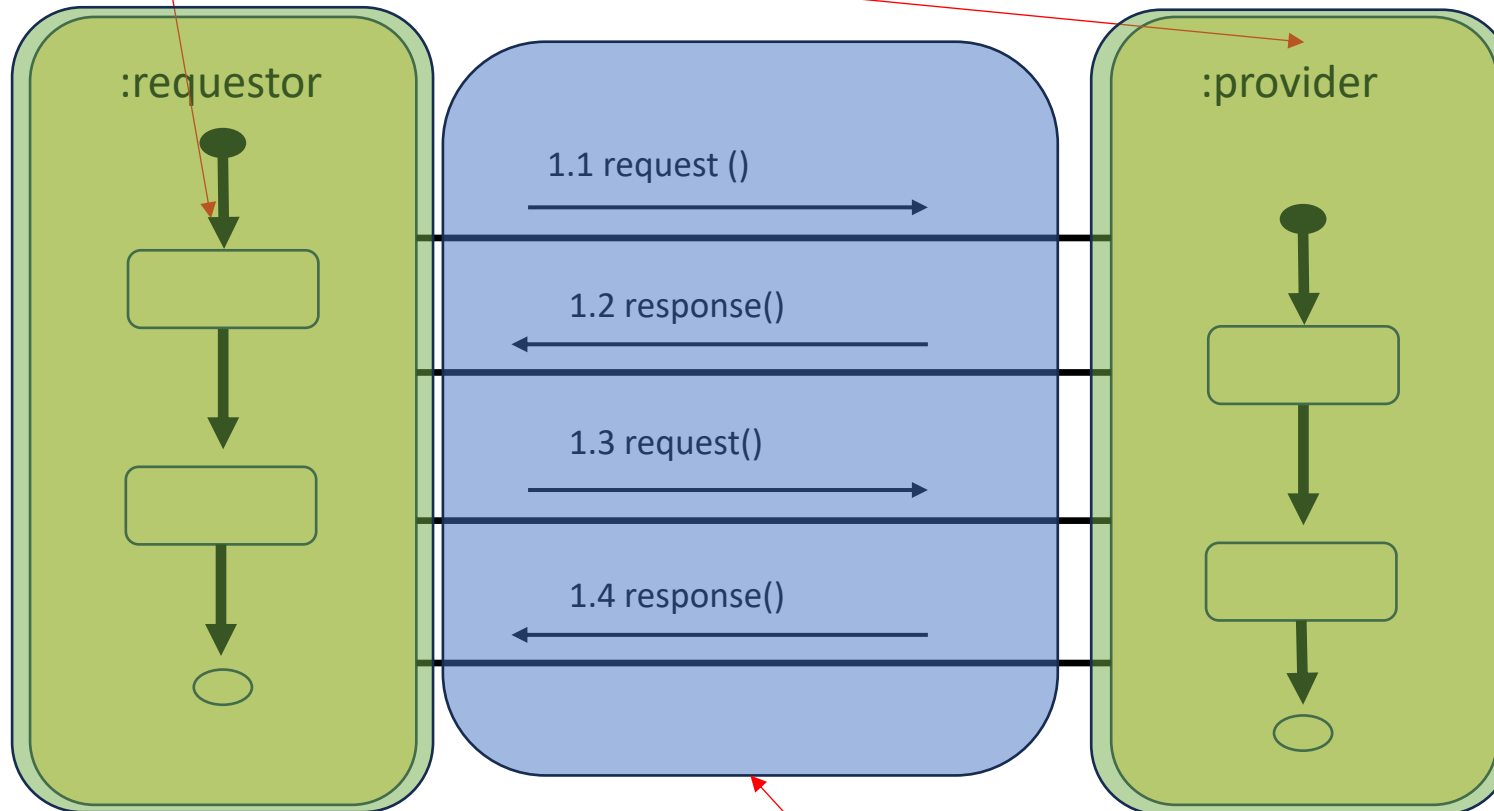 :requestor
:provider
1.1 request ()
1.2 response()
1.3 request()
1.4 response()